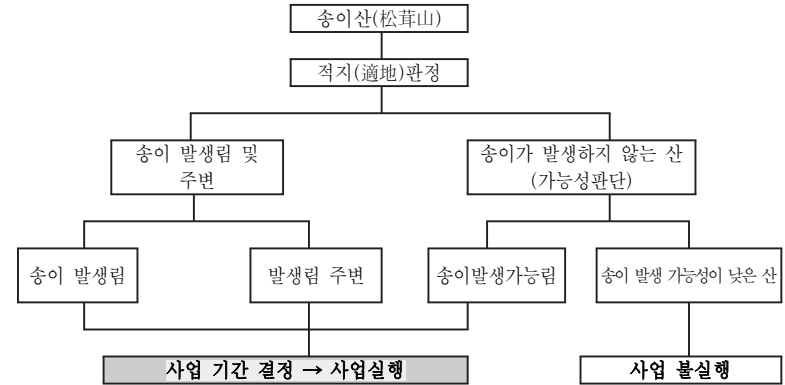 송이산(松茸山)
적지(適地)판정
송이 발생림 및
주변
송이가 발생하지 않는 산
(가능성판단)
송이 발생림
발생림 주변
송이발생가능림
송이 발생 가능성이 낮은 산
사업 기간 결정 → 사업실행
사업 불실행